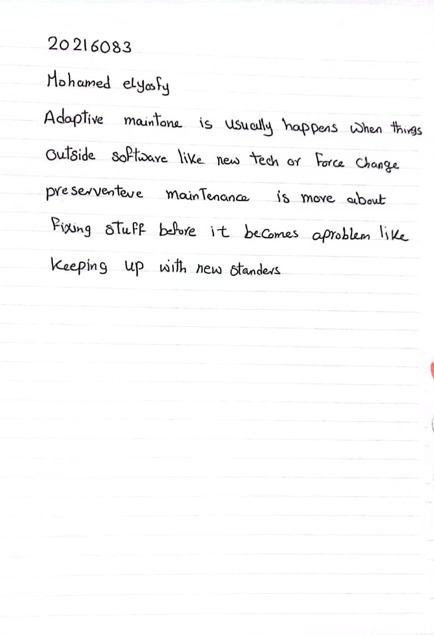 20216083
Mohamed elyosfy
Adaptive maintone is usually happens when things
outside software like new tech or Force change
preserventeve mainTenance is move about
Fixing stuff before it becomes aproblem like
Keeping up with new standers